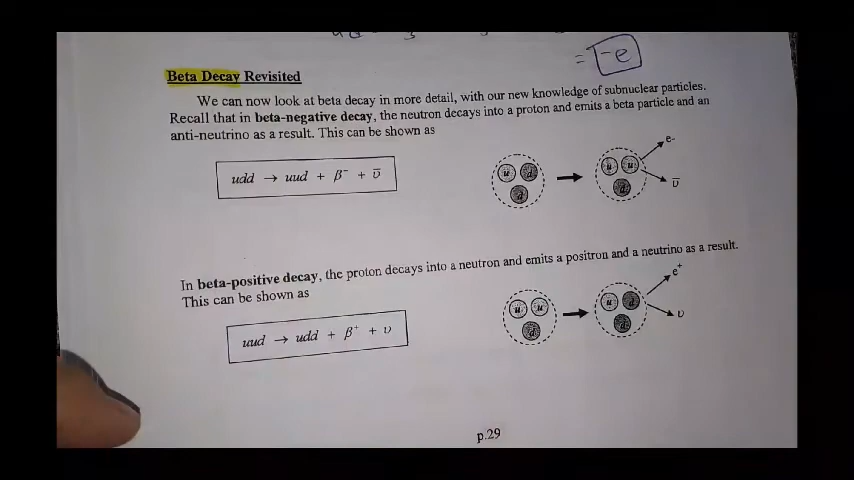 = -e
Beta Decay Revisited
We can now look at beta decay in more detail, with our new knowledge of subnuclear particles.
Recall that in beta-negative decay, the neutron decays into a proton and emits a beta particle and an
anti-neutrino as a result. This can be shown as
udd → uud + β⁻ + ῡ
u d d → u u d e- ῡ
In beta-positive decay, the proton decays into a neutron and emits a positron and a neutrino as a result.
This can be shown as
uud → udd + β⁺ + υ
u u d → u d d e⁺ υ
p.29